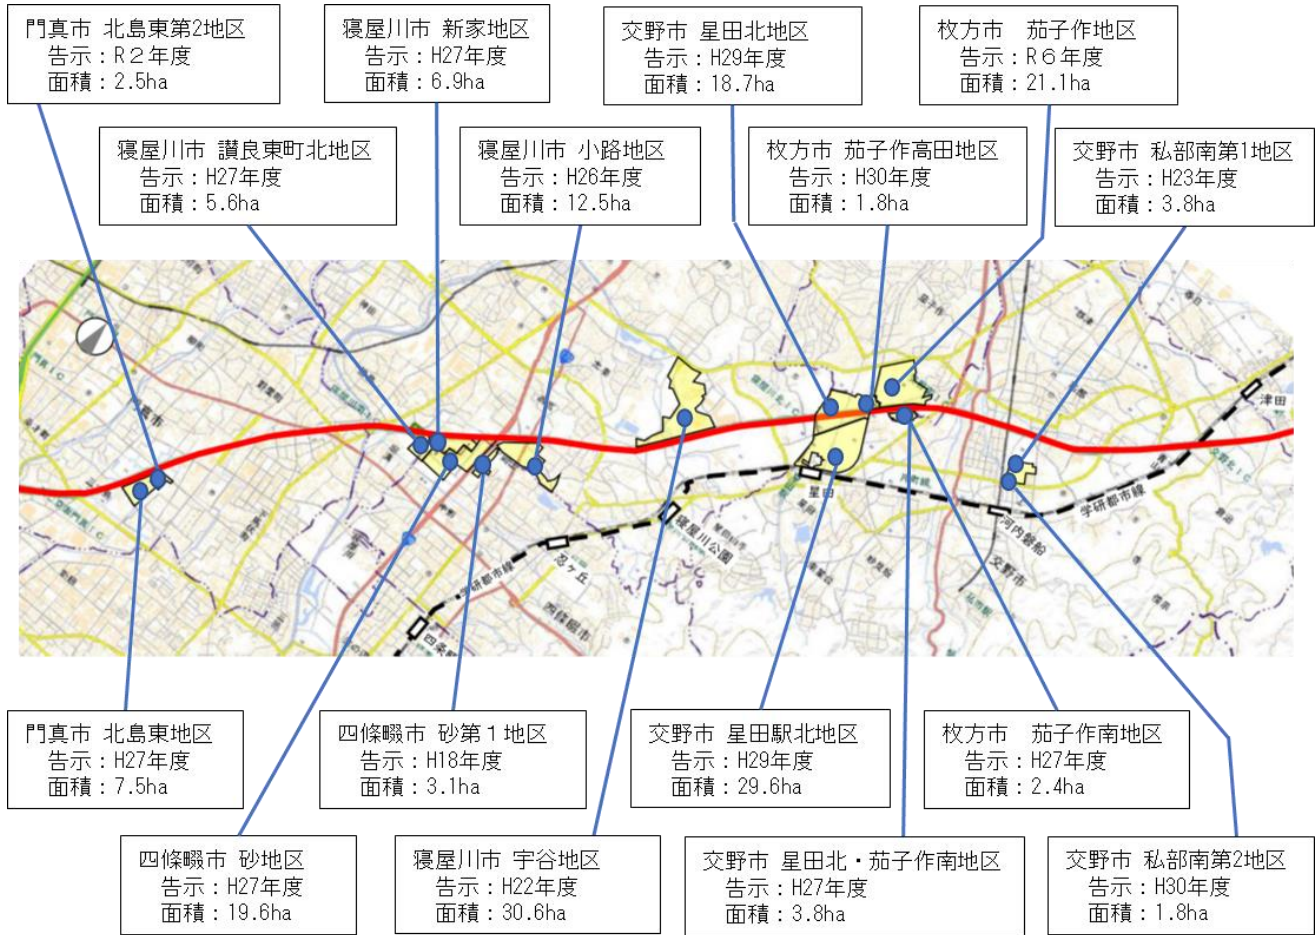 門真市 北島東第2地区
告示：R２年度
面積：2.5ha
寝屋川市 新家地区
告示：H27年度
面積：6.9ha
交野市 星田北地区
告示：H29年度
面積：18.7ha
枚方市　茄子作地区
告示：R６年度
面積：21.1ha
寝屋川市 讃良東町北地区
告示：H27年度
面積：5.6ha
寝屋川市 小路地区
告示：H26年度
面積：12.5ha
枚方市 茄子作高田地区
告示：H30年度
面積：1.8ha
交野市 私部南第1地区
告示：H23年度
面積：3.8ha
津田
星田
寝屋川公園
河内磐船
学研都市線
交野市
忍ケ丘
学研都市線
門真市 北島東地区
告示：H27年度
面積：7.5ha
四條畷市 砂第１地区
告示：H18年度
面積：3.1ha
交野市 星田駅北地区
告示：H29年度
面積：29.6ha
枚方市　茄子作南地区
告示：H27年度
面積：2.4ha
四條畷市 砂地区
告示：H27年度
面積：19.6ha
寝屋川市 宇谷地区
告示：H22年度
面積：30.6ha
交野市 星田北・茄子作南地区
告示：H27年度
面積：3.8ha
交野市 私部南第2地区
告示：H30年度
面積：1.8ha